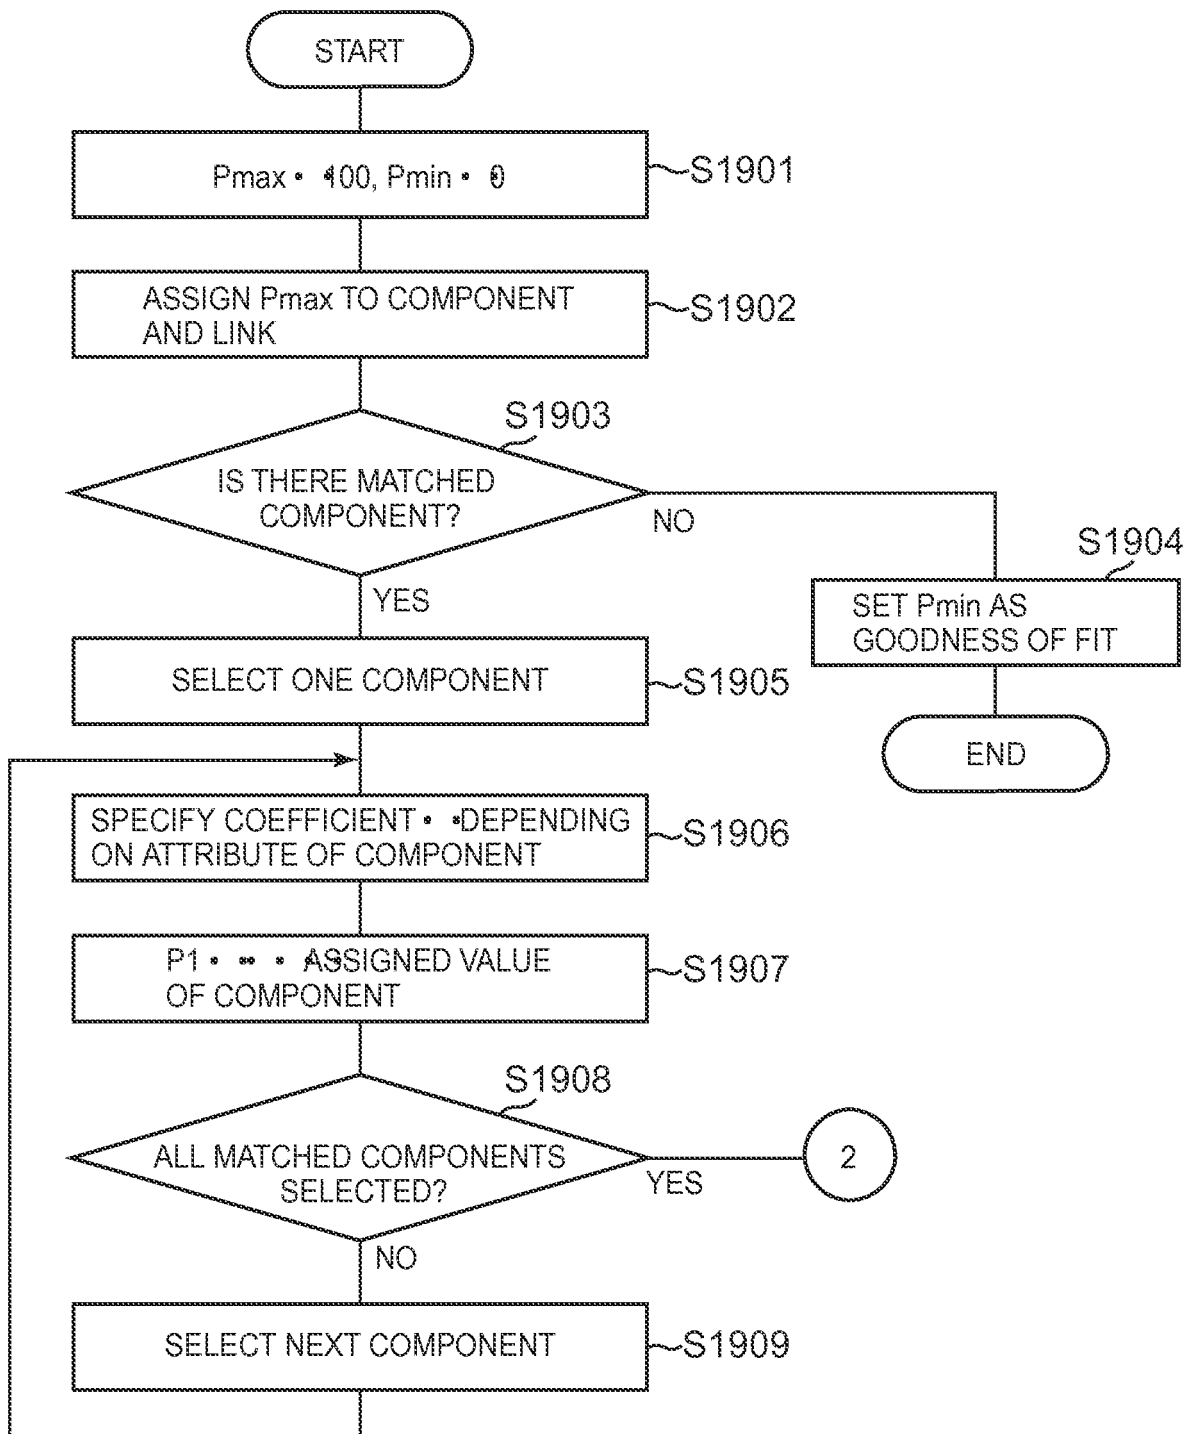 START
Pmax • •100, Pmin • 0
S1901
ASSIGN Pmax TO COMPONENT
AND LINK
S1902
S1903
IS THERE MATCHED
COMPONENT?
NO
YES
S1904
SET Pmin AS
GOODNESS OF FIT
END
SELECT ONE COMPONENT
S1905
SPECIFY COEFFICIENT • •DEPENDING
ON ATTRIBUTE OF COMPONENT
S1906
P1 • •• • •ASSIGNED VALUE
OF COMPONENT
S1907
S1908
ALL MATCHED COMPONENTS
SELECTED?
YES
2
NO
SELECT NEXT COMPONENT
S1909